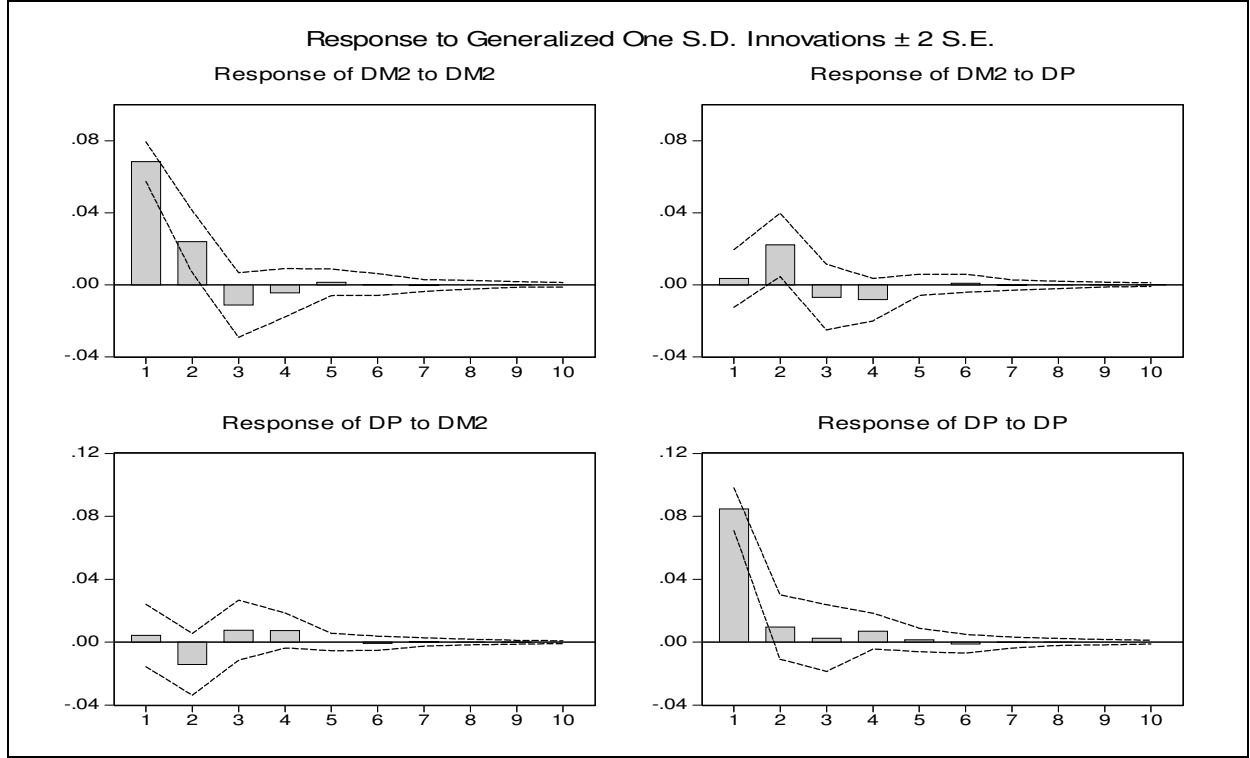 Response to Generalized One S.D. Innovations ± 2 S.E.
Response of DM2 to DM2
.08
.04
.00
-.04
1 2 3 4 5 6 7 8 9 10
Response of DM2 to DP
.08
.04
.00
-.04
1 2 3 4 5 6 7 8 9 10
Response of DP to DM2
.12
.08
.04
.00
-.04
1 2 3 4 5 6 7 8 9 10
Response of DP to DP
.12
.08
.04
.00
-.04
1 2 3 4 5 6 7 8 9 10